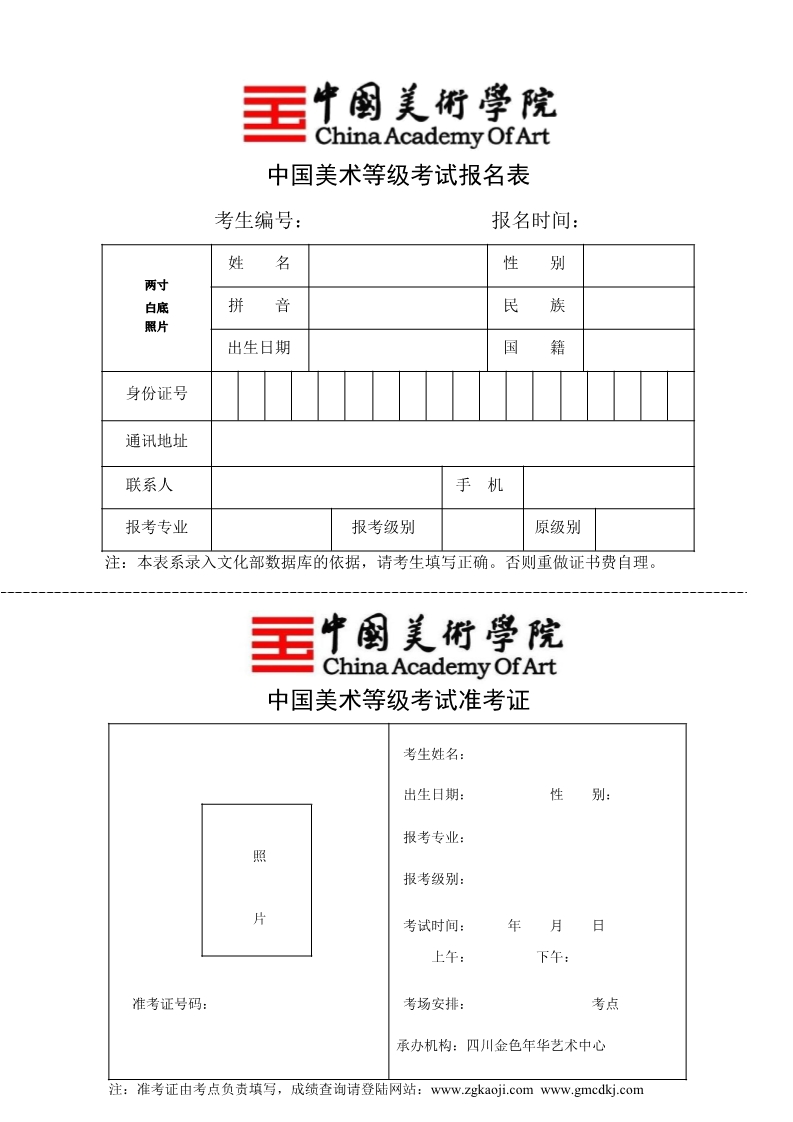 中國美術學院
China Academy Of Art
中国美术等级考试报名表
考生编号： 报名时间：
两寸
白底
照片
姓 名 性 别
拼 音 民 族
出生日期 国 籍
身份证号
通讯地址
联系人 手 机
报考专业 报考级别 原级别
注：本表系录入文化部数据库的依据，请考生填写正确。否则重做证书费自理。
中國美術學院
China Academy Of Art
中国美术等级考试准考证
照
片
准考证号码：
考生姓名：
出生日期： 性 别：
报考专业：
报考级别：
考试时间： 年 月 日
上午： 下午：
考场安排： 考点
承办机构：四川金色年华艺术中心
注：准考证由考点负责填写，成绩查询请登陆网站：www.zgkaoji.com www.gmcdkj.com